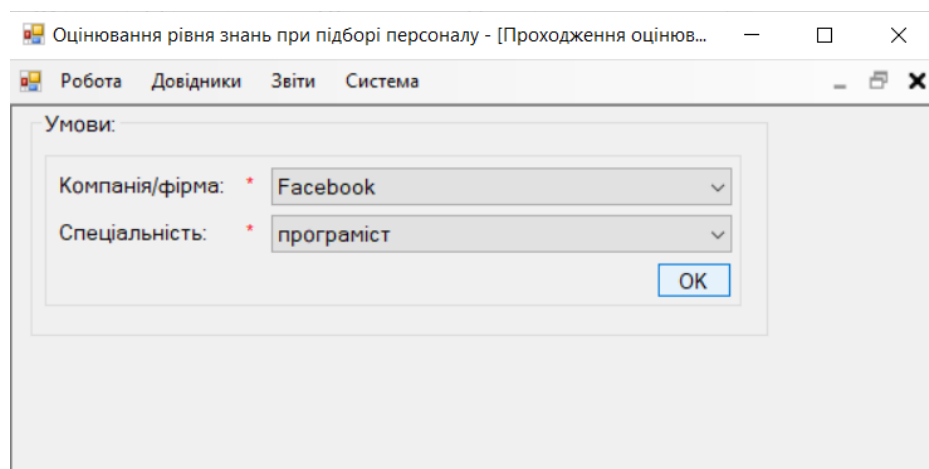 Оцінювання рівня знань при підборі персоналу - [Проходження оцінюв...
Робота Довідники Звіти Система
Умови:
Компанія/фірма: * Facebook
Спеціальність: * програміст
OK